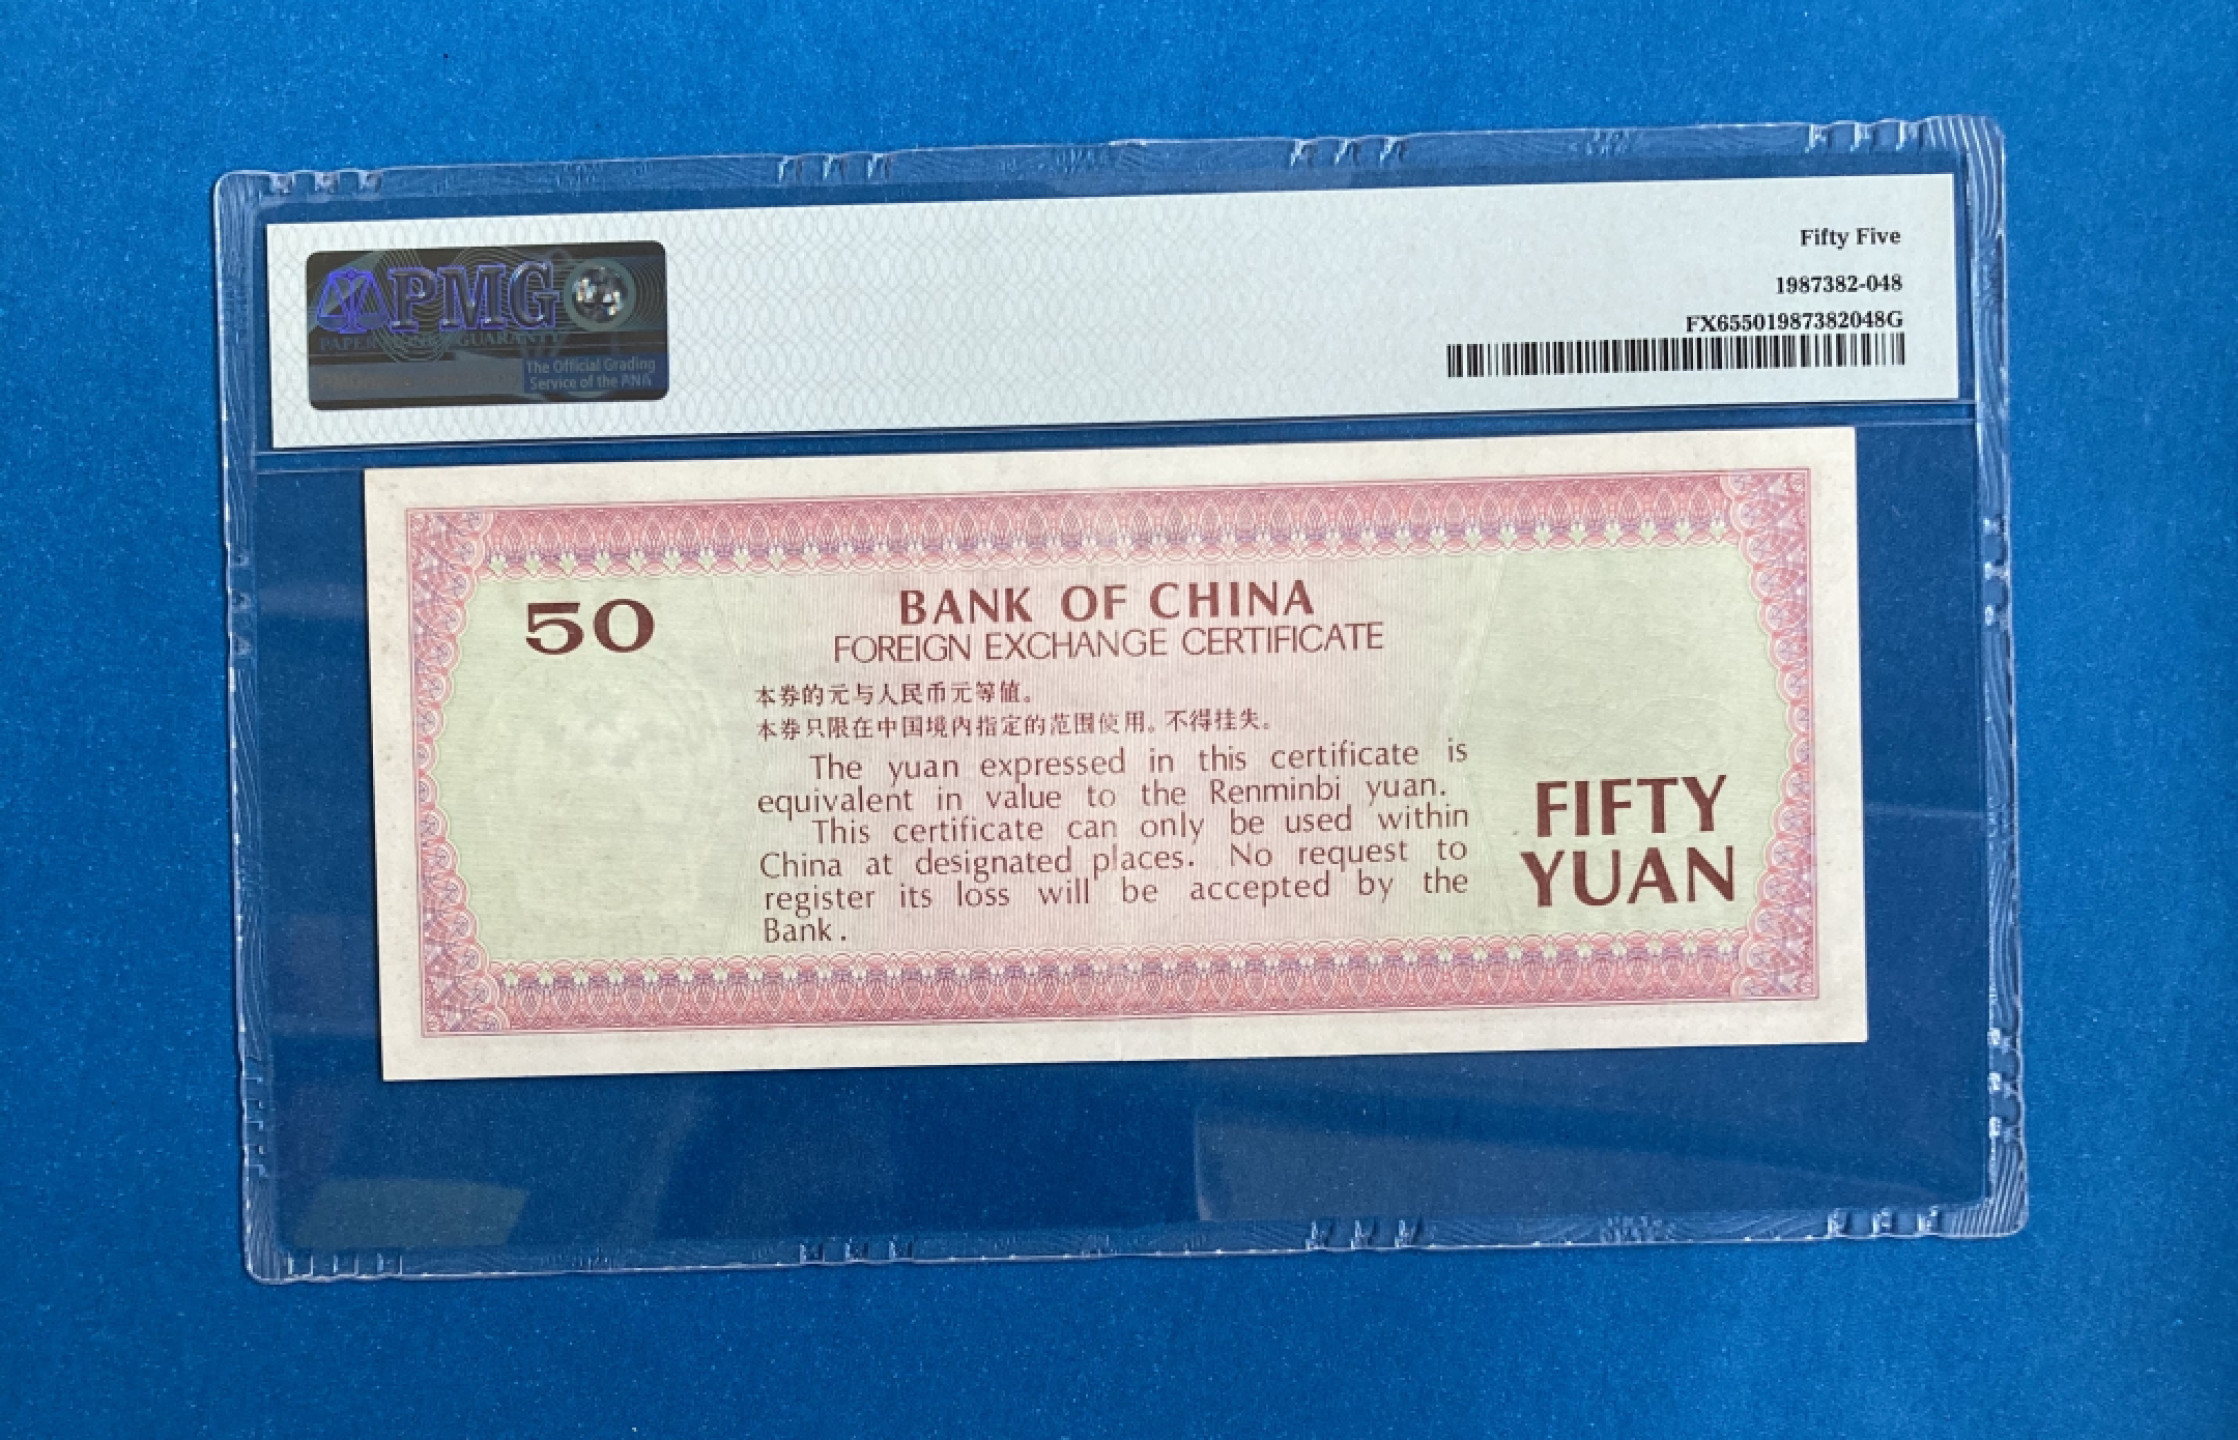 PMG
PAPER MONEY GUARANTY
The Official Grading
Service of the PNG
Fifty Five
1987382-048
FX65501987382048G
50
BANK OF CHINA
FOREIGN EXCHANGE CERTIFICATE
本券的元与人民币元等值。
本券只限在中国境内指定的范围使用。不得挂失。
The yuan expressed in this certificate is
equivalent in value to the Renminbi yuan.
This certificate can only be used within
China at designated places. No request to
register its loss will be accepted by the
Bank.
FIFTY
YUAN